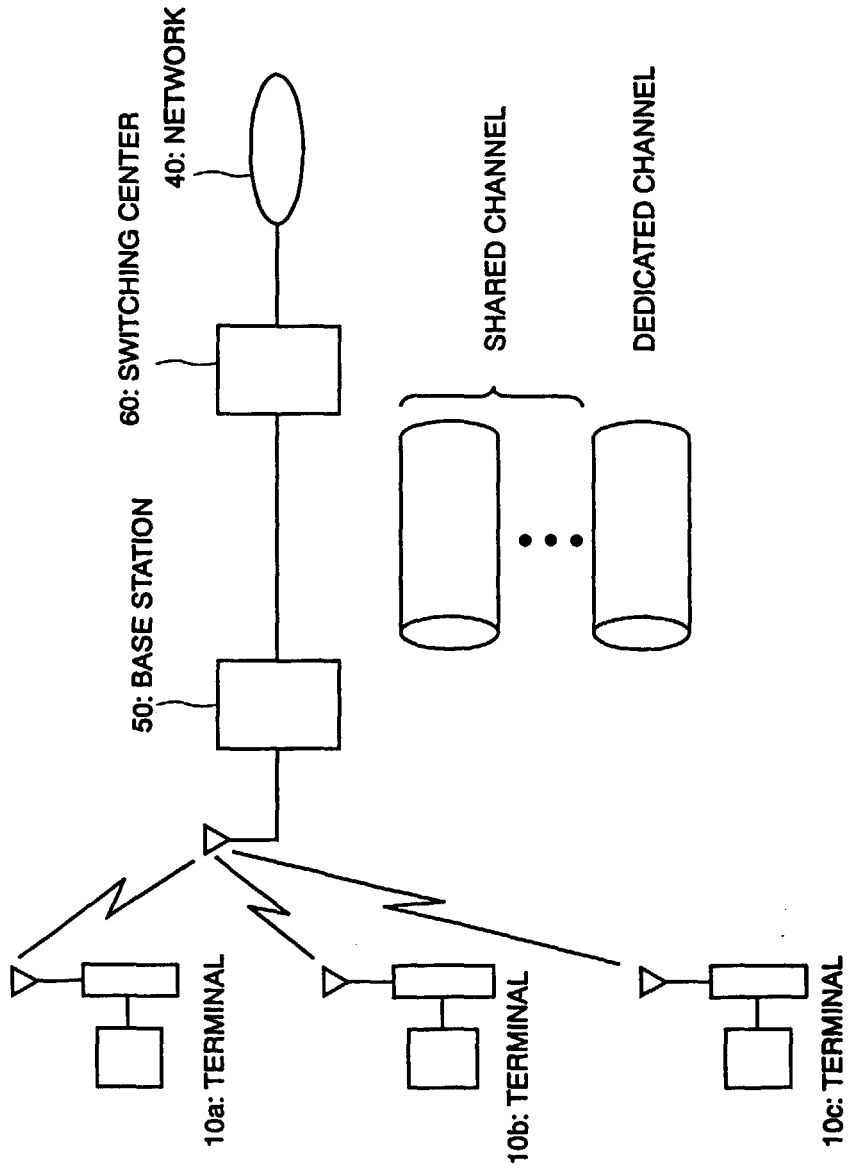 10a: TERMINAL
10b: TERMINAL
10c: TERMINAL
50: BASE STATION
60: SWITCHING CENTER
40: NETWORK
SHARED CHANNEL
DEDICATED CHANNEL